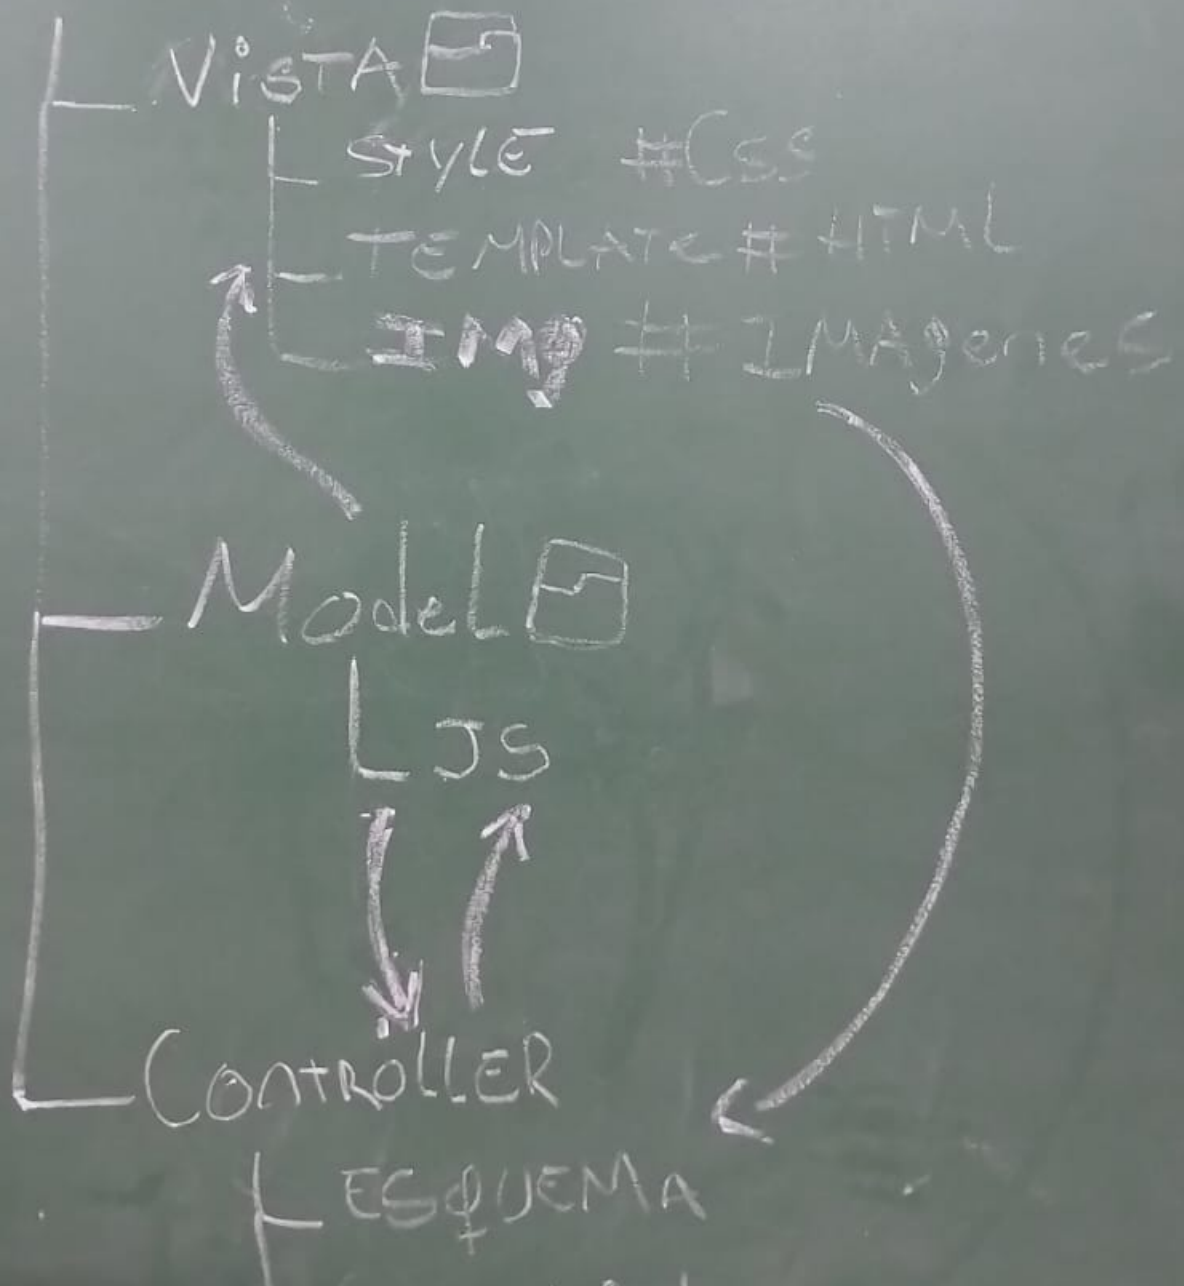 VisTA
StyLE #CSS
TEMPLATE # HTML
IMg # IMAgeneS
ModeL
JS
CONTROLLER
ESQUEMA